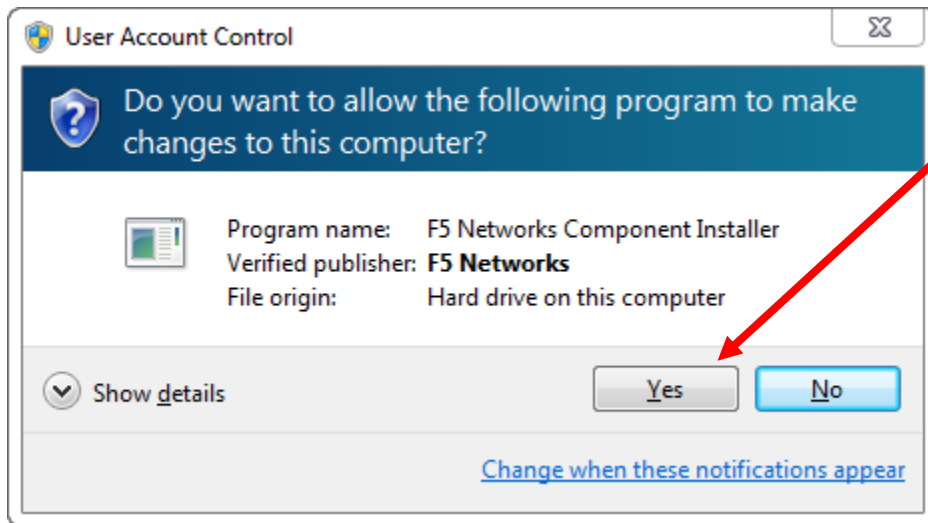 User Account Control
Do you want to allow the following program to make
changes to this computer?
Program name: F5 Networks Component Installer
Verified publisher: F5 Networks
File origin: Hard drive on this computer
Show details
Yes No
Change when these notifications appear